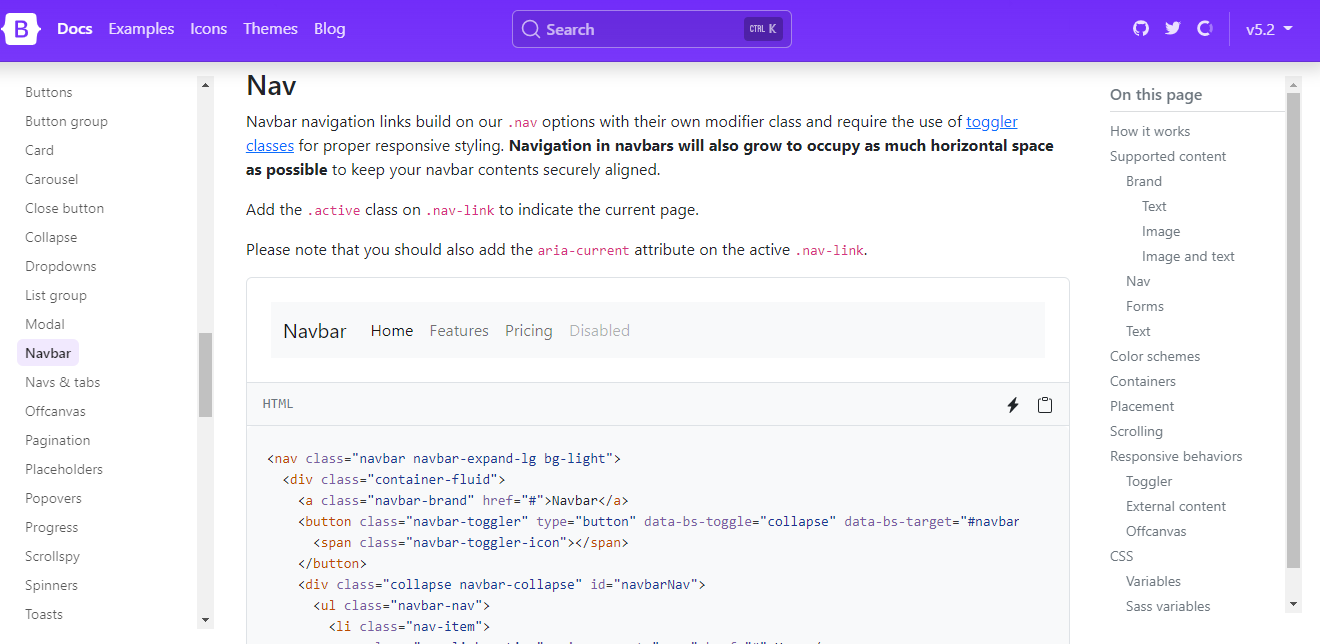 B
Docs Examples Icons Themes Blog
Search
CTRL K
v5.2
Buttons
Button group
Card
Carousel
Close button
Collapse
Dropdowns
List group
Modal
Navbar
Navs & tabs
Offcanvas
Pagination
Placeholders
Popovers
Progress
Scrollspy
Spinners
Toasts
Nav
Navbar navigation links build on our .nav options with their own modifier class and require the use of toggler
classes for proper responsive styling. Navigation in navbars will also grow to occupy as much horizontal space
as possible to keep your navbar contents securely aligned.
Add the .active class on .nav-link to indicate the current page.
Please note that you should also add the aria-current attribute on the active .nav-link.
Navbar Home Features Pricing Disabled
HTML
<nav class="navbar navbar-expand-lg bg-light">
<div class="container-fluid">
<a class="navbar-brand" href="#">Navbar</a>
<button class="navbar-toggler" type="button" data-bs-toggle="collapse" data-bs-target="#navbar
<span class="navbar-toggler-icon"></span>
</button>
<div class="collapse navbar-collapse" id="navbarNav">
<ul class="navbar-nav">
<li class="nav-item">
On this page
How it works
Supported content
Brand
Text
Image
Image and text
Nav
Forms
Text
Color schemes
Containers
Placement
Scrolling
Responsive behaviors
Toggler
External content
Offcanvas
CSS
Variables
Sass variables